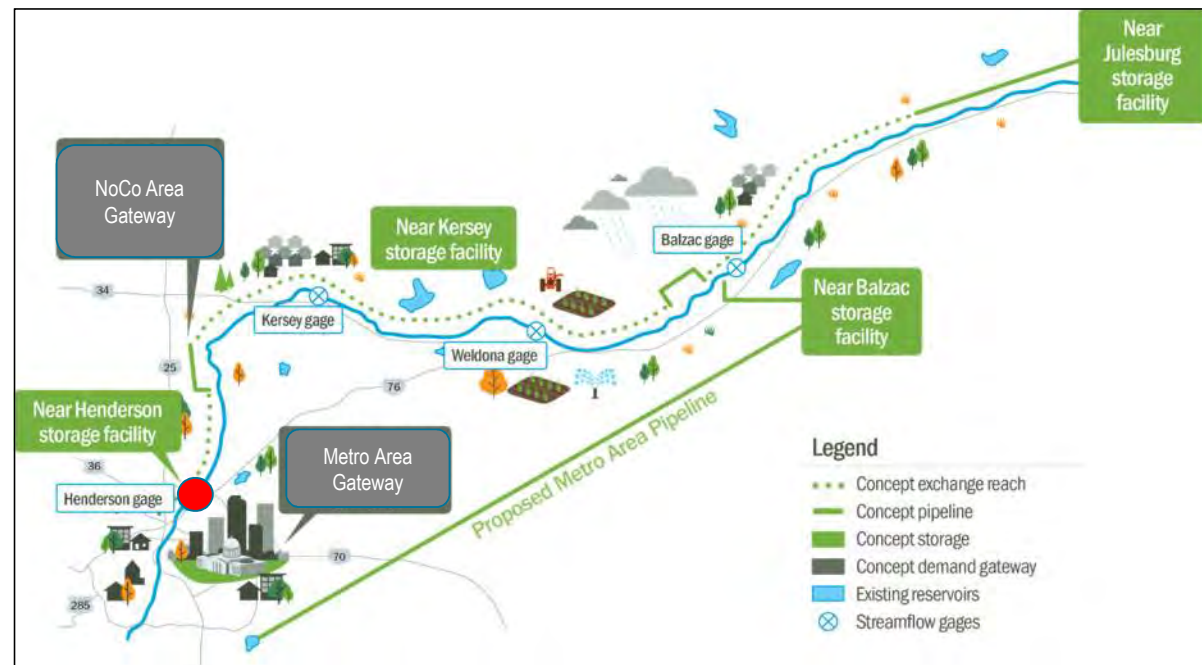 Near
Julesburg
storage
facility
NoCo Area
Gateway
Near Kersey
storage facility
Balzac gage
34
Kersey gage
Near Balzac
storage
facility
Weldona gage
25
76
Near Henderson
storage facility
Metro Area
Gateway
Proposed Metro Area Pipeline
36
Henderson gage
70
285
Legend
Concept exchange reach
Concept pipeline
Concept storage
Concept demand gateway
Existing reservoirs
Streamflow gages